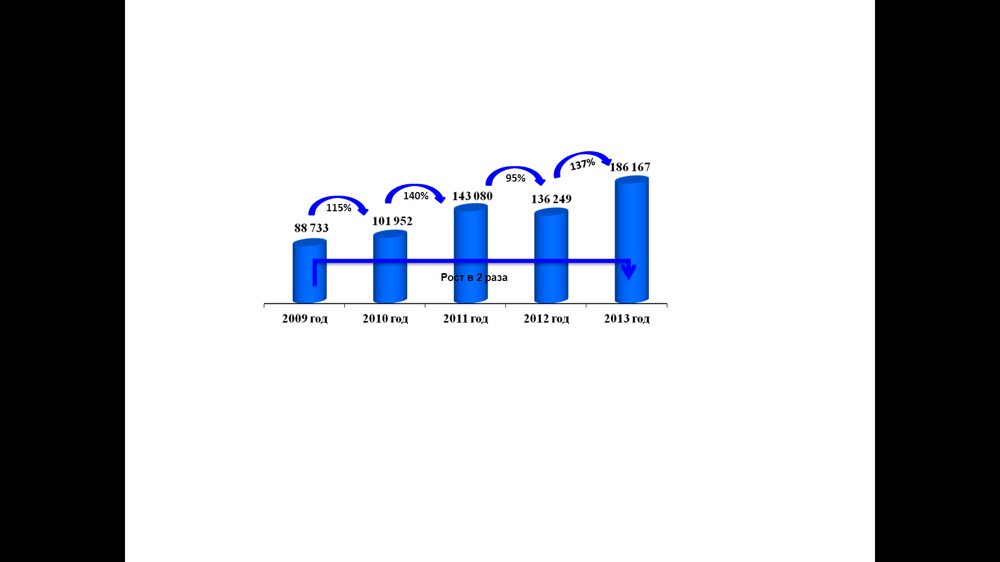 137%
186 167
95%
140%
143 080
136 249
115%
101 952
88 733
Рост в 2 раза
2009 год
2010 год
2011 год
2012 год
2013 год